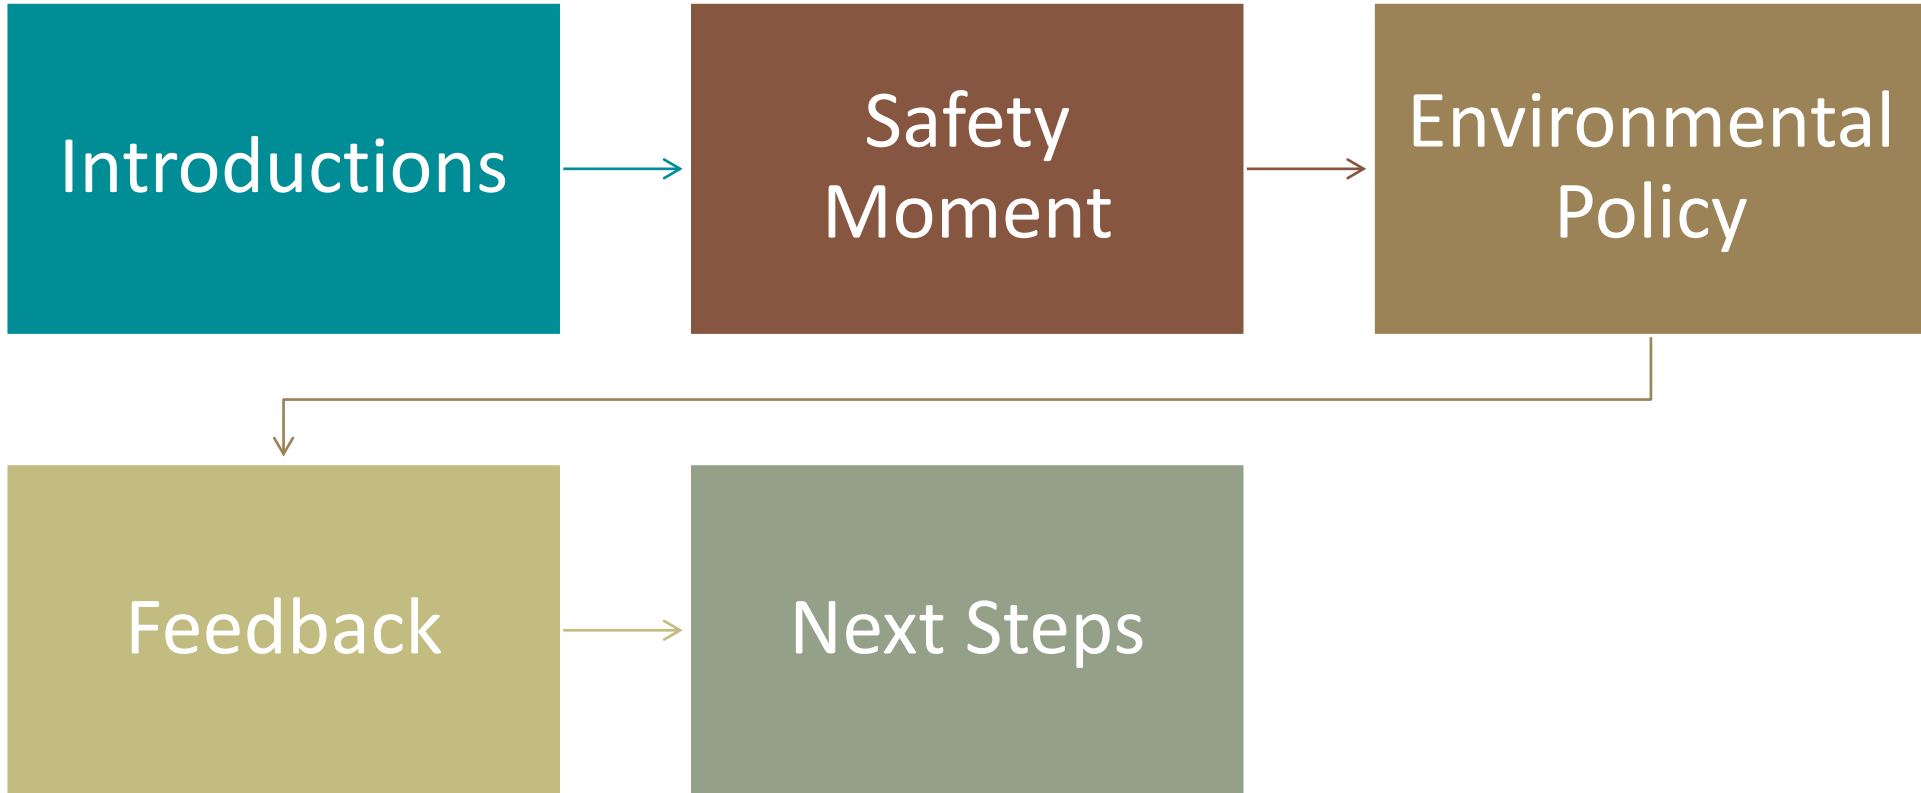 Introductions
Safety
Moment
Environmental
Policy
Feedback
Next Steps